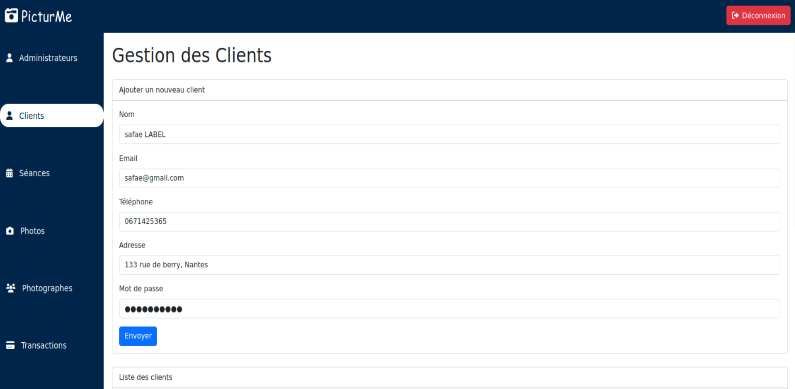 PicturMe
Déconnexion
Administrateurs
Clients
Séances
Photos
Photographes
Transactions
Gestion des Clients
Ajouter un nouveau client
Nom
safae LABEL
Email
safae@gmail.com
Téléphone
0671425365
Adresse
133 rue de berry, Nantes
Mot de passe
●●●●●●●●●●
Envoyer
Liste des clients